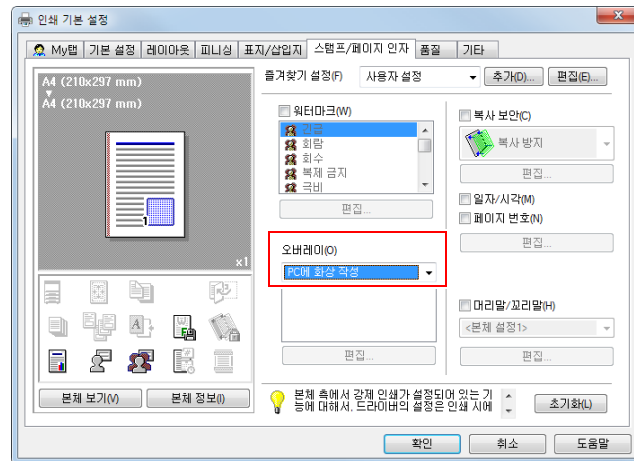 인쇄 기본 설정
My탭 기본 설정 레이아웃 피니싱 표지/삽입지 스탬프/페이지 인자 품질 기타
A4 (210x297 mm)
A4 (210x297 mm)
1
x1
즐겨찾기 설정(F) 사용자 설정 추가(D)... 편집(E)...
워터마크(W)
긴급
회람
회수
복제 금지
극비
편집...
오버레이(O)
PC에 화상 작성
편집...
복사 보안(C)
복사 방지
편집...
일자/시각(M)
페이지 번호(N)
편집...
머리말/꼬리말(H)
<본체 설정1>
편집...
본체 보기(V) 본체 정보(I)
본체 측에서 강제 인쇄가 설정되어 있는 기
능에 대해서, 드라이버의 설정은 인쇄 시에
초기화(L)
확인 취소 도움말